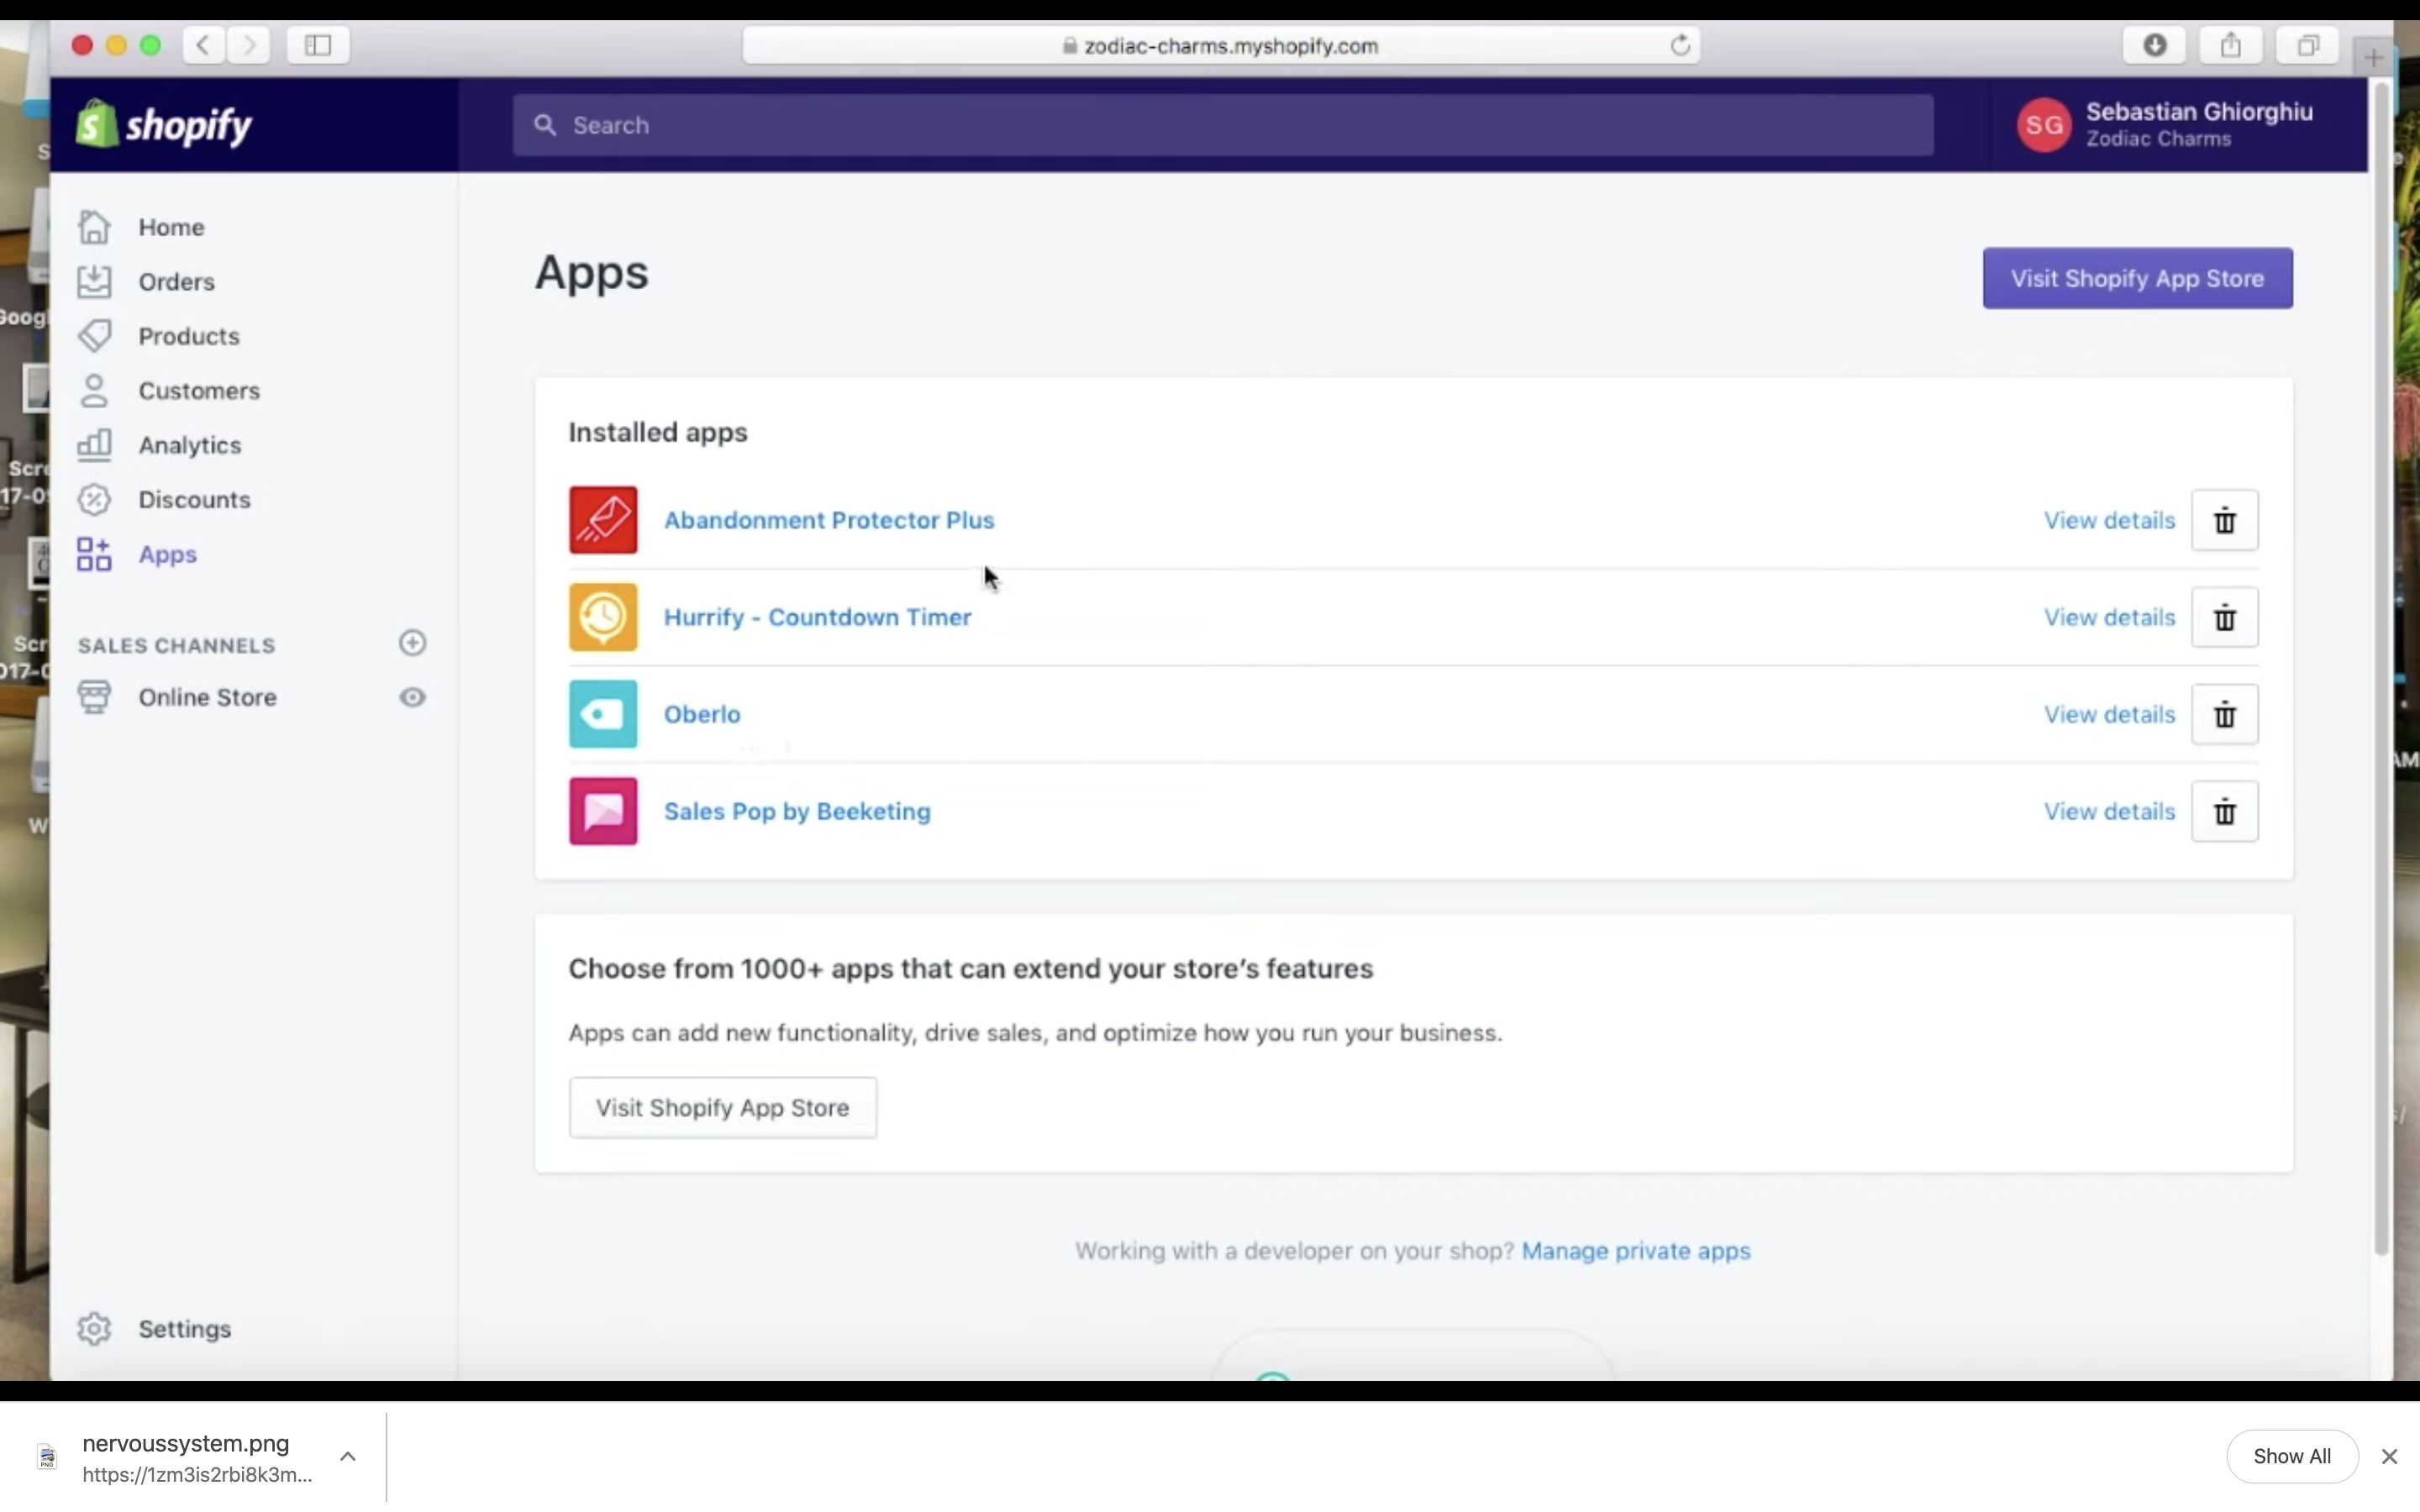 zodiac-charms.myshopify.com
shopify
Search
SG
Sebastian Ghiorghiu
Zodiac Charms
Home
Orders
Products
Customers
Analytics
Discounts
Apps
SALES CHANNELS
Online Store
Settings
Apps
Visit Shopify App Store
Installed apps
Abandonment Protector Plus View details
Hurrify - Countdown Timer View details
Oberlo View details
Sales Pop by Beeketing View details
Choose from 1000+ apps that can extend your store's features
Apps can add new functionality, drive sales, and optimize how you run your business.
Visit Shopify App Store
Working with a developer on your shop? Manage private apps
nervoussystem.png
https://1zm3is2rbi8k3m...
Show All